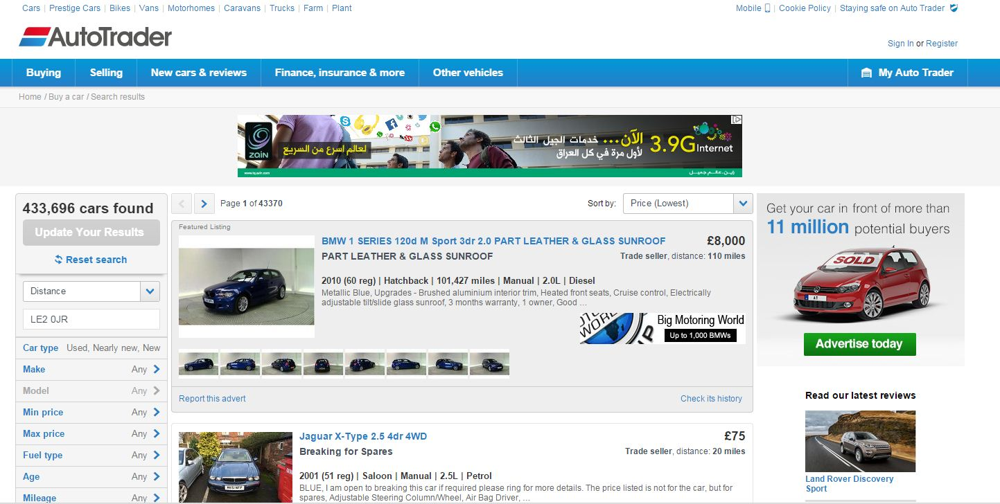 Cars | Prestige Cars | Bikes | Vans | Motorhomes | Caravans | Trucks | Farm | Plant
Mobile | Cookie Policy | Staying safe on Auto Trader
AutoTrader
Sign In or Register
Buying
Selling
New cars & reviews
Finance, insurance & more
Other vehicles
My Auto Trader
Home / Buy a car / Search results
zain
لعالم اسرع من السريع
الآن... خدمات الجيل الثالث
لأول مرة في كل العراق
3.9G Internet
www.iq.zain.com
زين. عالم جميل
433,696 cars found
Update Your Results
Reset search
Distance
LE2 0JR
Car type Used, Nearly new, New
Make Any
Model Any
Min price Any
Max price Any
Fuel type Any
Age Any
Mileage Any
Page 1 of 43370
Sort by: Price (Lowest)
Featured Listing
BMW 1 SERIES 120d M Sport 3dr 2.0 PART LEATHER & GLASS SUNROOF
£8,000
PART LEATHER & GLASS SUNROOF
Trade seller, distance: 110 miles
2010 (60 reg) | Hatchback | 101,427 miles | Manual | 2.0L | Diesel
Metallic Blue, Upgrades - Brushed aluminium interior trim, Heated front seats, Cruise control, Electrically
adjustable tilt/slide glass sunroof, 3 months warranty, 1 owner, Good ...
Big Motoring World
Up to 1,000 BMWs
Report this advert
Check its history
Jaguar X-Type 2.5 4dr 4WD
£75
Breaking for Spares
Trade seller, distance: 20 miles
2001 (51 reg) | Saloon | Manual | 2.5L | Petrol
BLUE, I am open to breaking this car if required please ring for more details. The price listed is not for the car, but for
spares, Adjustable Steering Column/Wheel, Air Bag Driver, ...
Get your car in front of more than
11 million potential buyers
SOLD
AT
Advertise today
Read our latest reviews
Land Rover Discovery
Sport